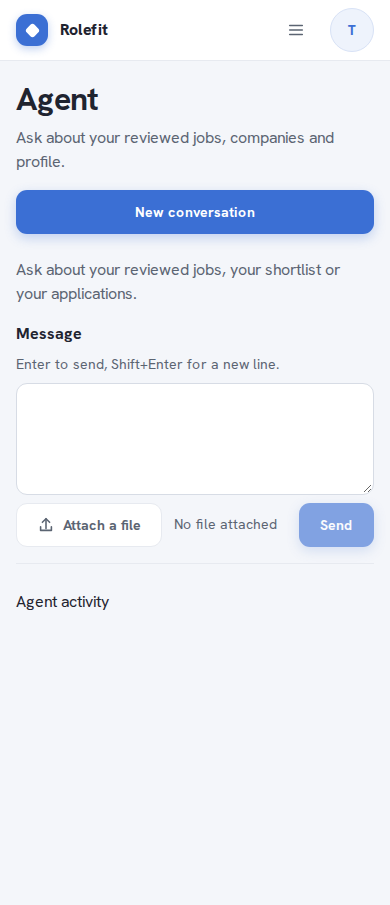 Rolefit
T
Agent
Ask about your reviewed jobs, companies and
profile.
New conversation
Ask about your reviewed jobs, your shortlist or
your applications.
Message
Enter to send, Shift+Enter for a new line.
Attach a file
No file attached
Send
Agent activity